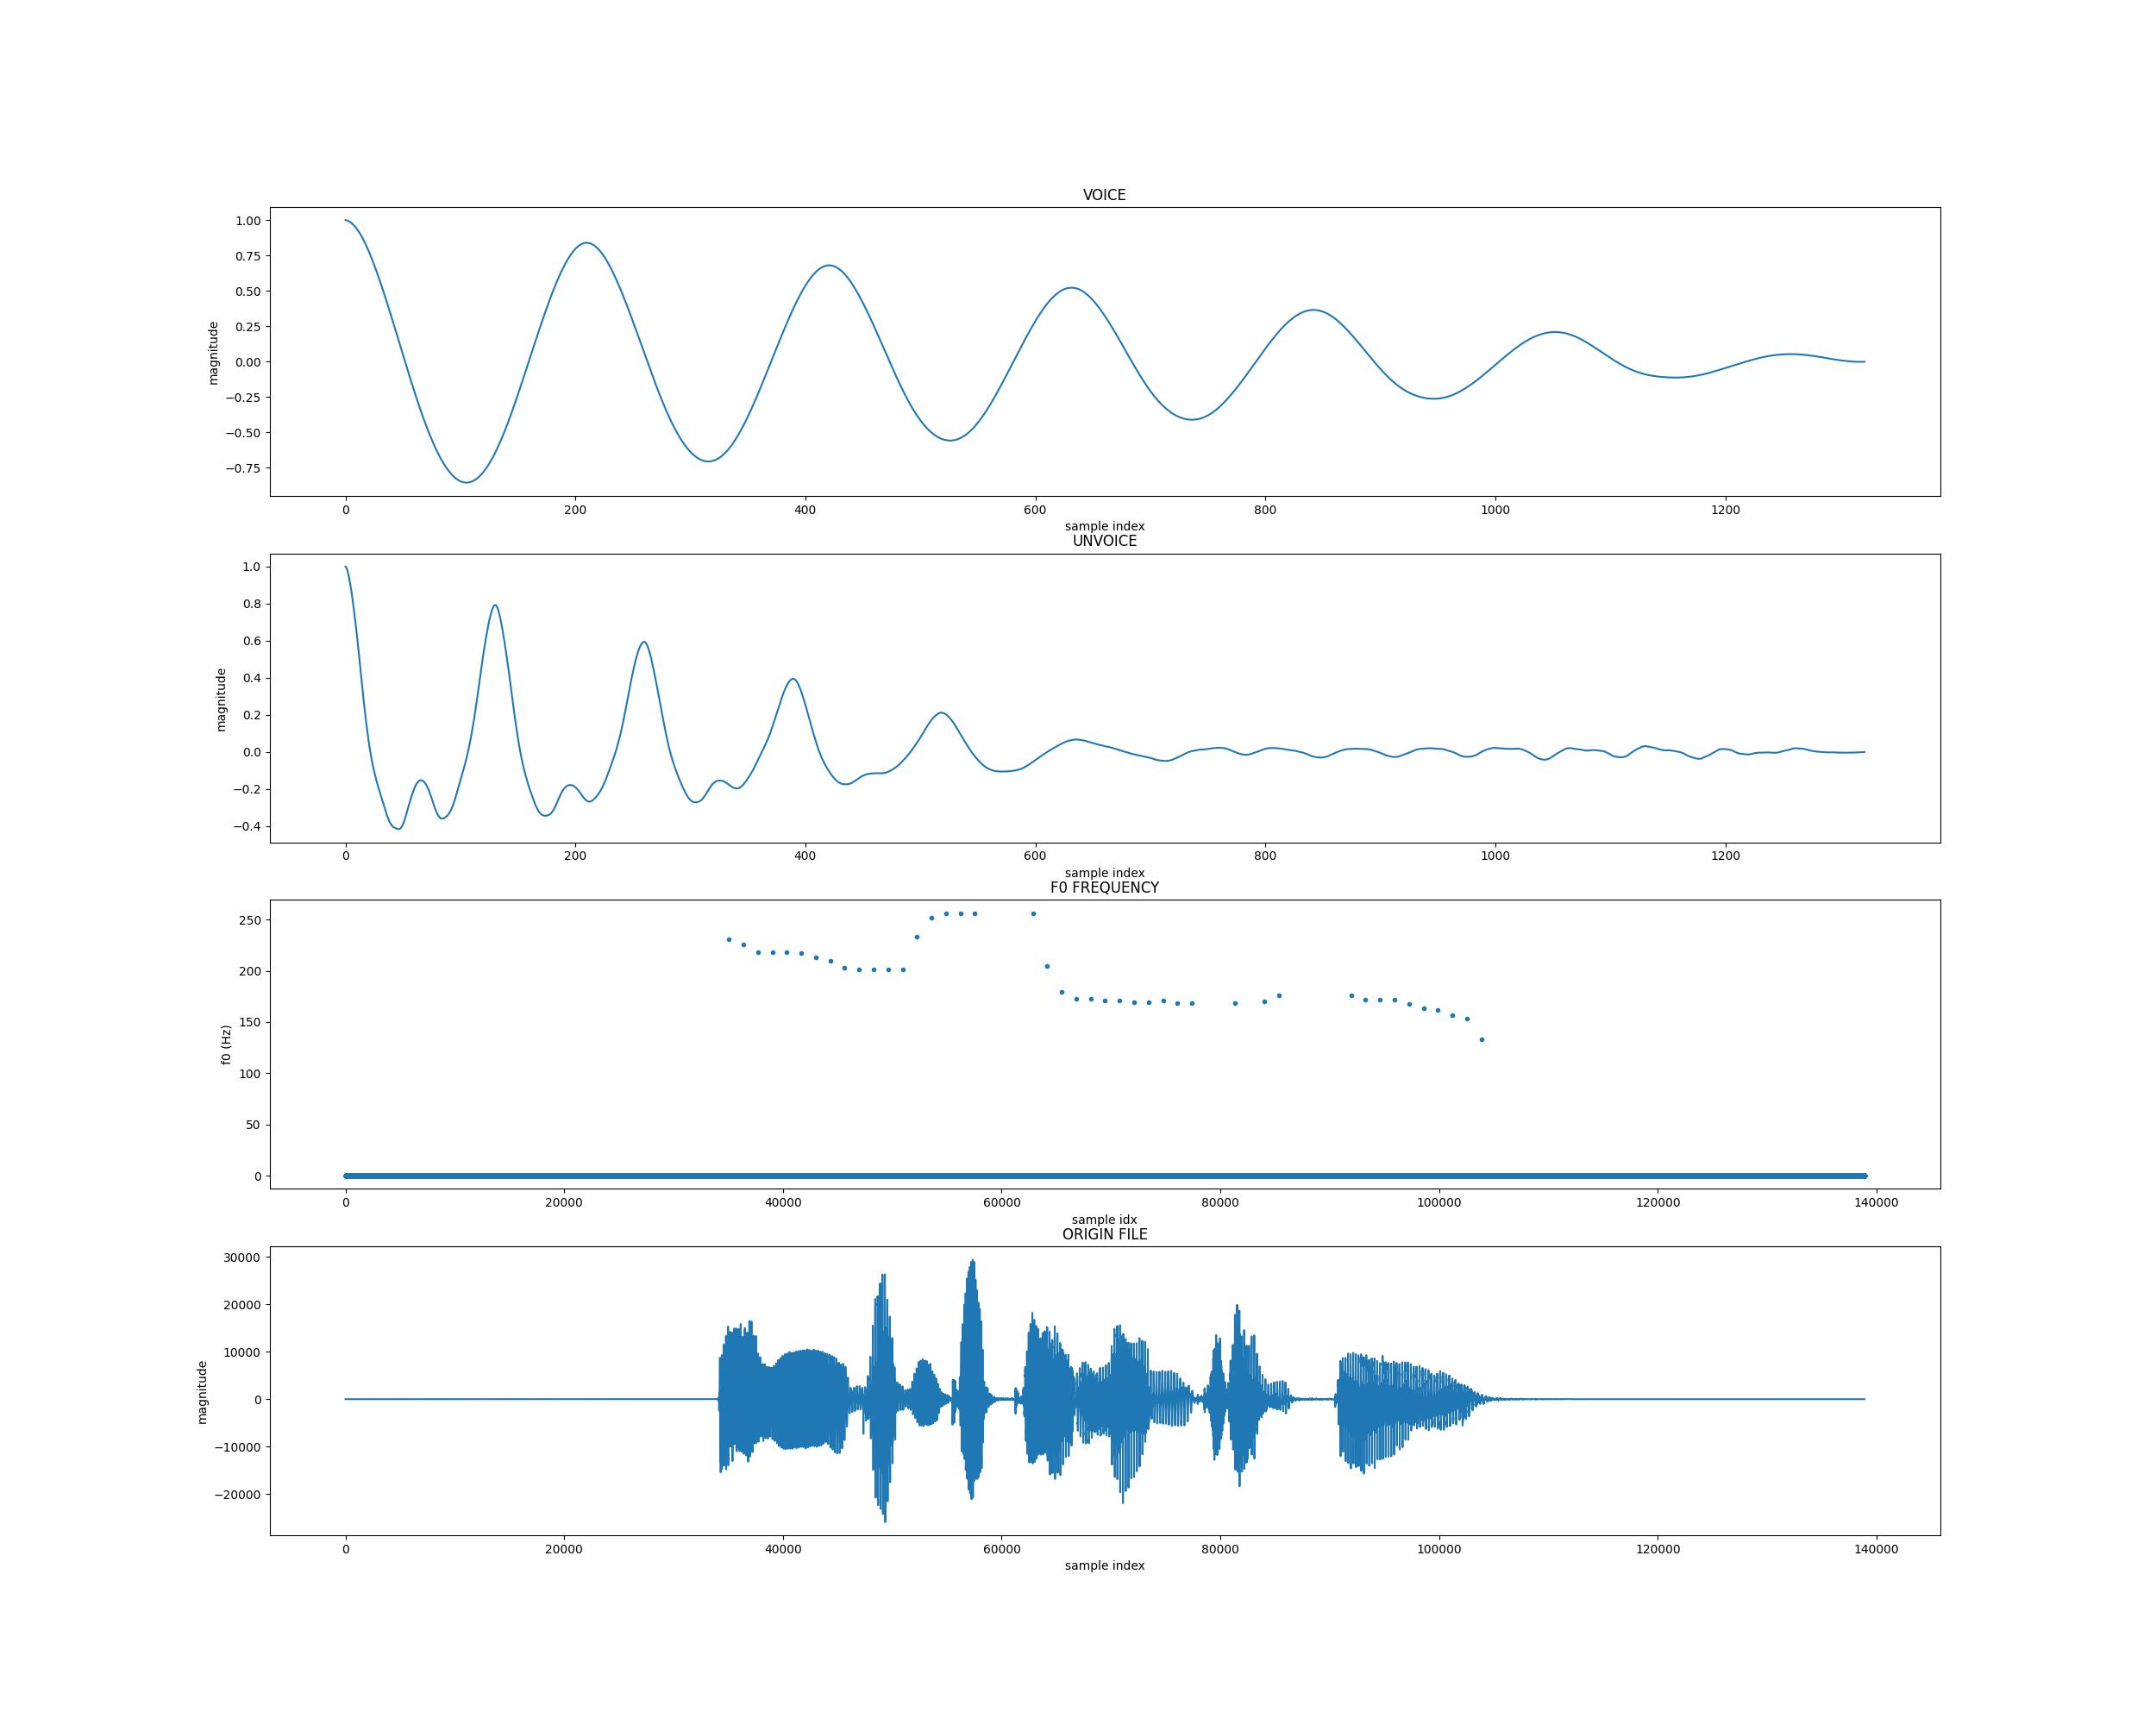 VOICE
1.00
0.75
0.50
0.25
0.00
−0.25
−0.50
−0.75
magnitude
0 200 400 600 800 1000 1200
sample index
UNVOICE
1.0
0.8
0.6
0.4
0.2
0.0
−0.2
−0.4
magnitude
0 200 400 600 800 1000 1200
sample index
F0 FREQUENCY
250
200
150
100
50
0
f0 (Hz)
0 20000 40000 60000 80000 100000 120000 140000
sample idx
ORIGIN FILE
30000
20000
10000
0
−10000
−20000
magnitude
0 20000 40000 60000 80000 100000 120000 140000
sample index